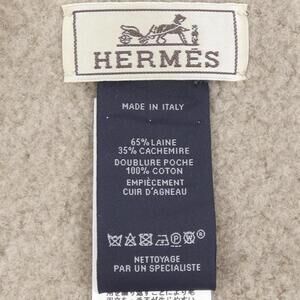 HERMÈS
MADE IN ITALY
65% LAINE
35% CACHEMIRE
DOUBLURE POCHE
100% COTON
EMPIÈCEMENT
CUIR D'AGNEAU
NETTOYAGE
PAR UN SPECIALISTE